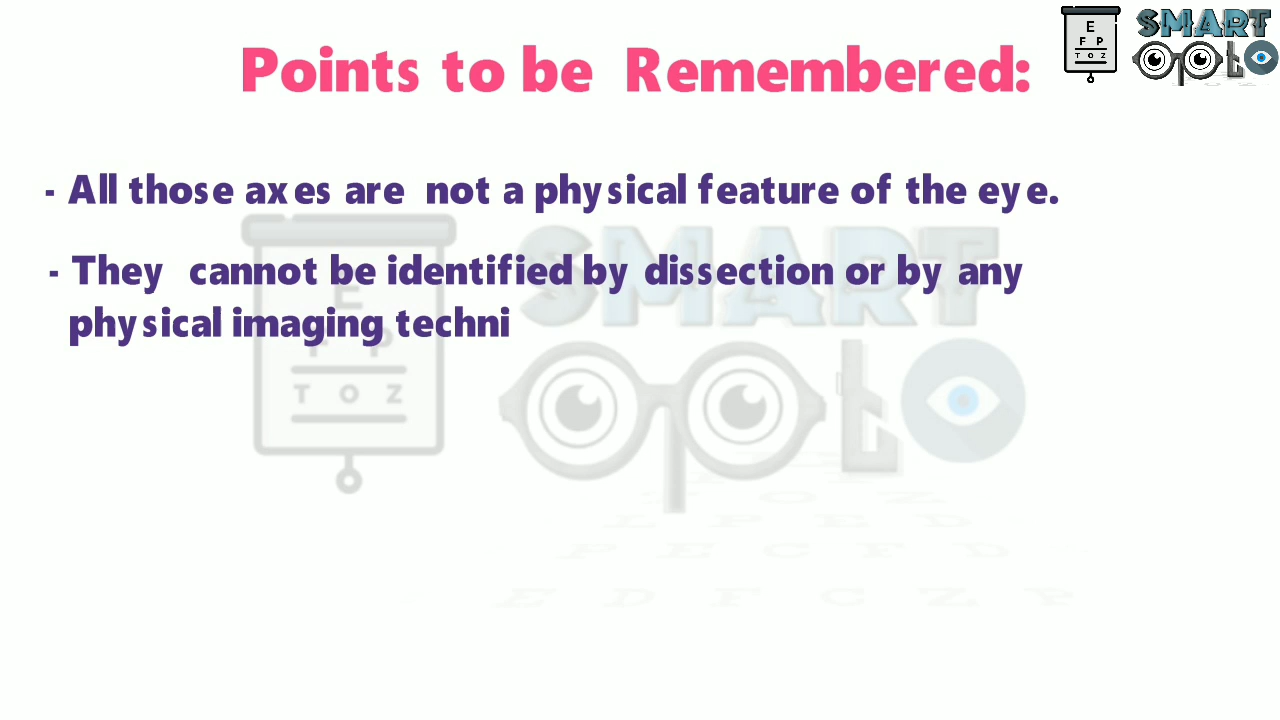 E
F P
T O Z
SMART
Points to be Remembered:
- All those axes are not a physical feature of the eye.
- They cannot be identified by dissection or by any
physical imaging techni
SMART
E
F P
T O Z
T O Z
L P E D
P E C F D
E D F C Z P